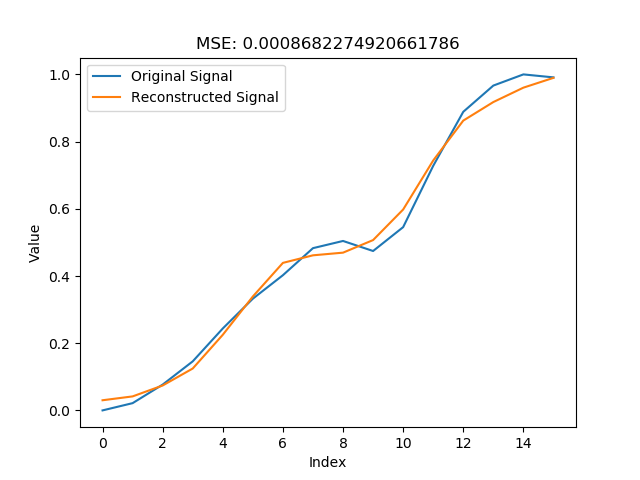 MSE: 0.0008682274920661786
Original Signal
Reconstructed Signal
1.0
0.8
0.6
0.4
0.2
0.0
Value
0 2 4 6 8 10 12 14
Index